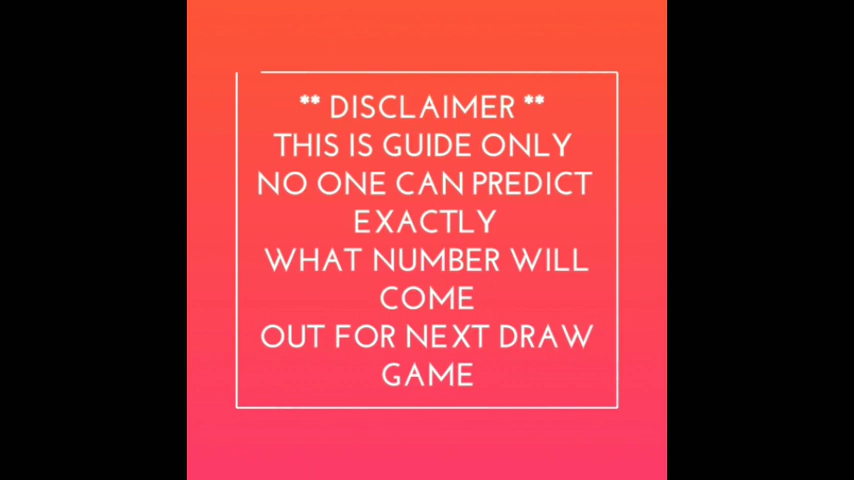 ** DISCLAIMER **
THIS IS GUIDE ONLY
NO ONE CAN PREDICT
EXACTLY
WHAT NUMBER WILL
COME
OUT FOR NEXT DRAW
GAME